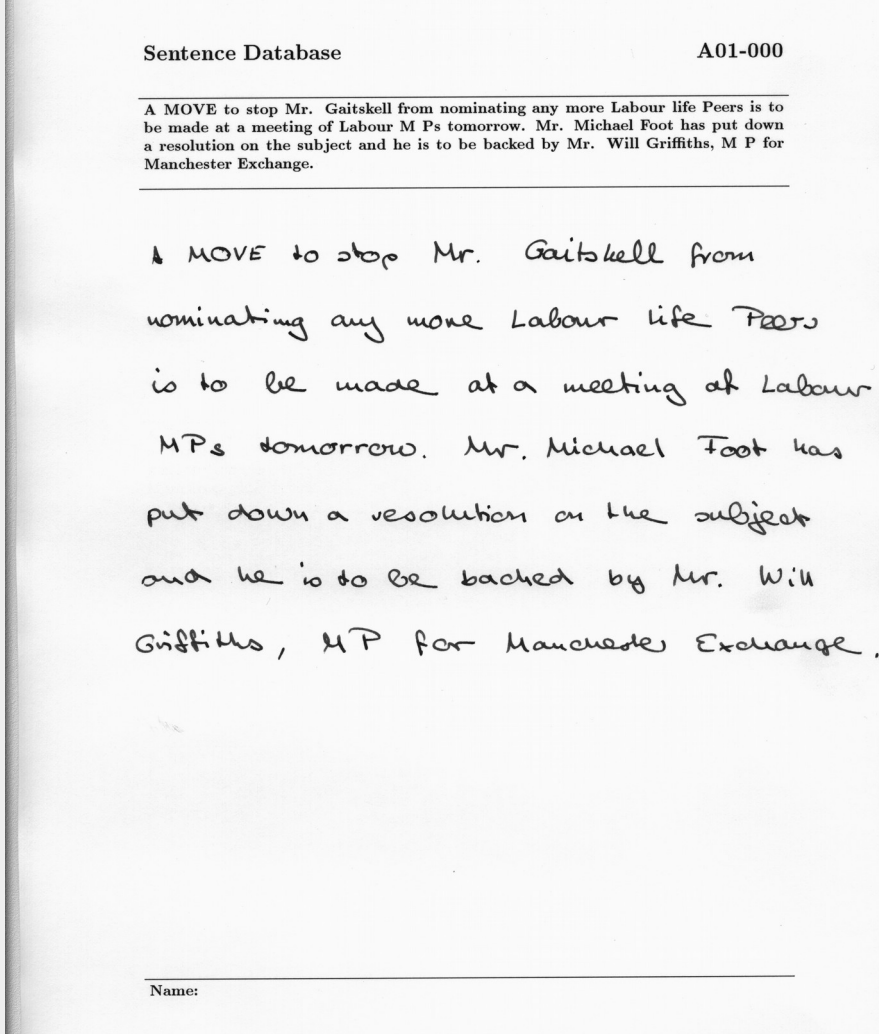 Sentence Database A01-000
A MOVE to stop Mr. Gaitskell from nominating any more Labour life Peers is to
be made at a meeting of Labour M Ps tomorrow. Mr. Michael Foot has put down
a resolution on the subject and he is to be backed by Mr. Will Griffiths, M P for
Manchester Exchange.
A MOVE to stop Mr. Gaitskell from
nominating any more Labour life Peers
is to be made at a meeting of Labour
MPs tomorrow. Mr. Michael Foot has
put down a resolution on the subject
and he is to be backed by Mr. Will
Griffiths, MP for Manchester Exchange.
Name: